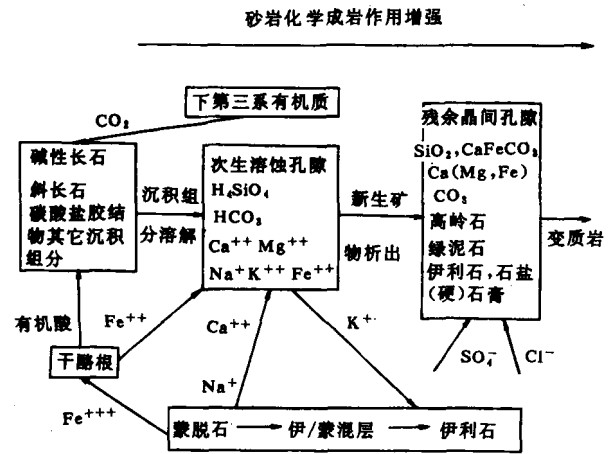 砂岩化学成岩作用增强
下第三系有机质
CO₂
碱性长石
斜长石
碳酸盐胶结
物其它沉积
组分
沉积组
分溶解
次生溶蚀孔隙
H₄SiO₄
HCO₃
Ca⁺⁺ Mg⁺⁺
Na⁺K⁺⁺ Fe⁺⁺
新生矿
物析出
残余晶间孔隙
SiO₂,CaFeCO₃
Ca(Mg,Fe)
CO₃
高岭石
绿泥石
伊利石,石盐
(硬)石膏
变质岩
有机酸
Fe⁺⁺
Ca⁺⁺
K⁺
SO₄⁻
Cl⁻
干酪根
Na⁺
Fe⁺⁺⁺
蒙脱石
伊/蒙混层
伊利石